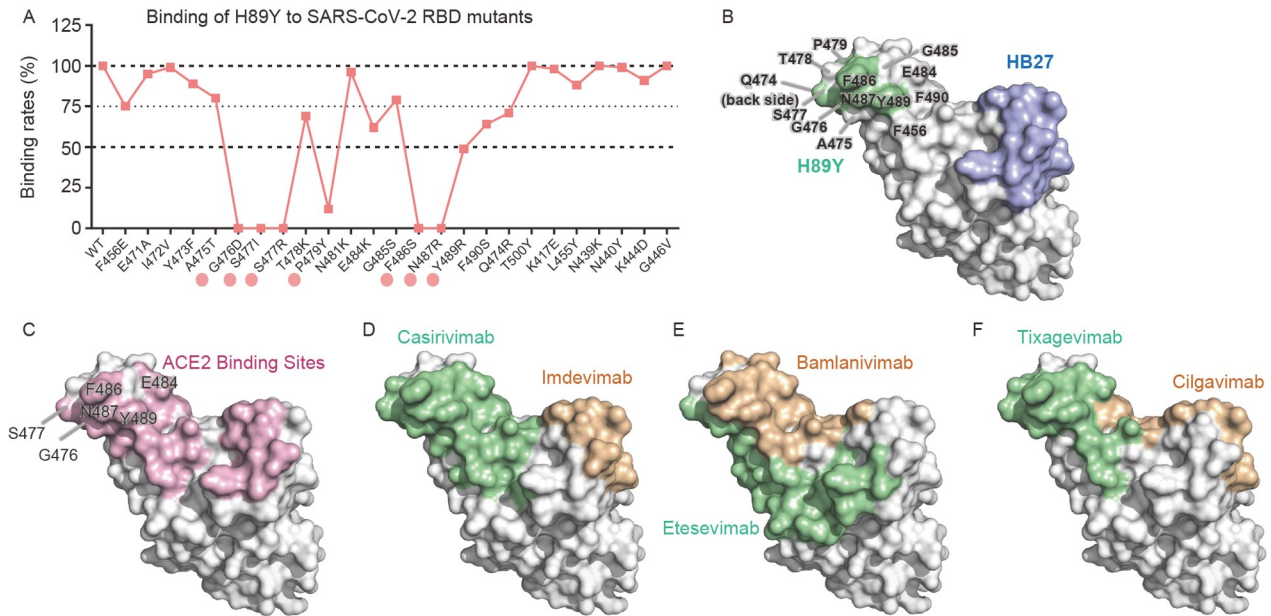 A
Binding of H89Y to SARS-CoV-2 RBD mutants
Binding rates (%)
125
100
75
50
25
0
WT
F456E
E471A
I472V
Y473F
A475T
G476D
S477I
S477R
T478K
P479Y
N481K
E484K
G485S
F486S
N487R
Y489R
F490S
Q474R
T500Y
K417E
L455Y
N439K
N440Y
K444D
G446V
B
P479
T478
G485
HB27
Q474
F486
E484
(back side)
N487
Y489
F490
S477
G476
F456
A475
H89Y
C
ACE2 Binding Sites
F486
E484
N487
Y489
S477
G476
D
Casirivimab
Imdevimab
E
Bamlanivimab
Etesevimab
F
Tixagevimab
Cilgavimab